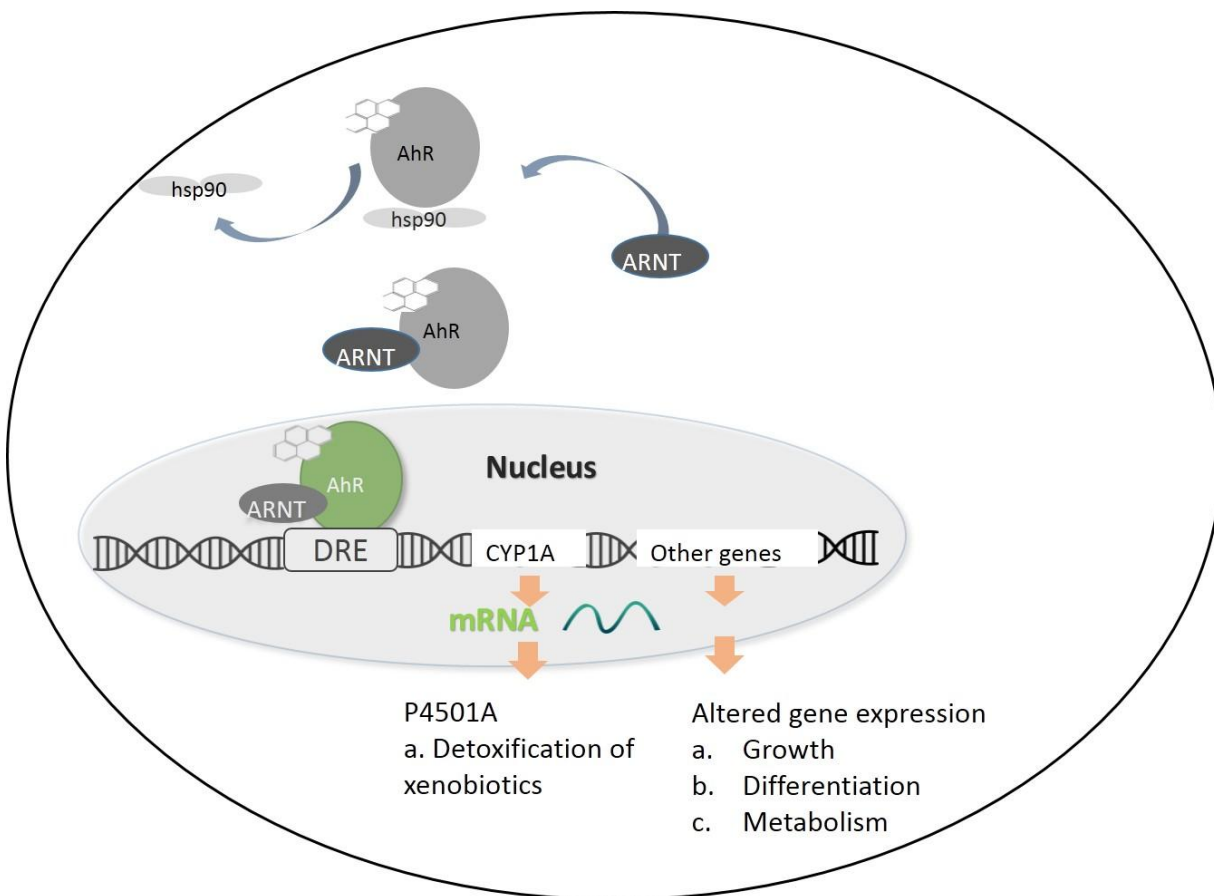 AhR
hsp90
hsp90
ARNT
AhR
ARNT
Nucleus
AhR
ARNT
DRE
CYP1A
Other genes
mRNA
P4501A
a. Detoxification of
xenobiotics
Altered gene expression
a. Growth
b. Differentiation
c. Metabolism